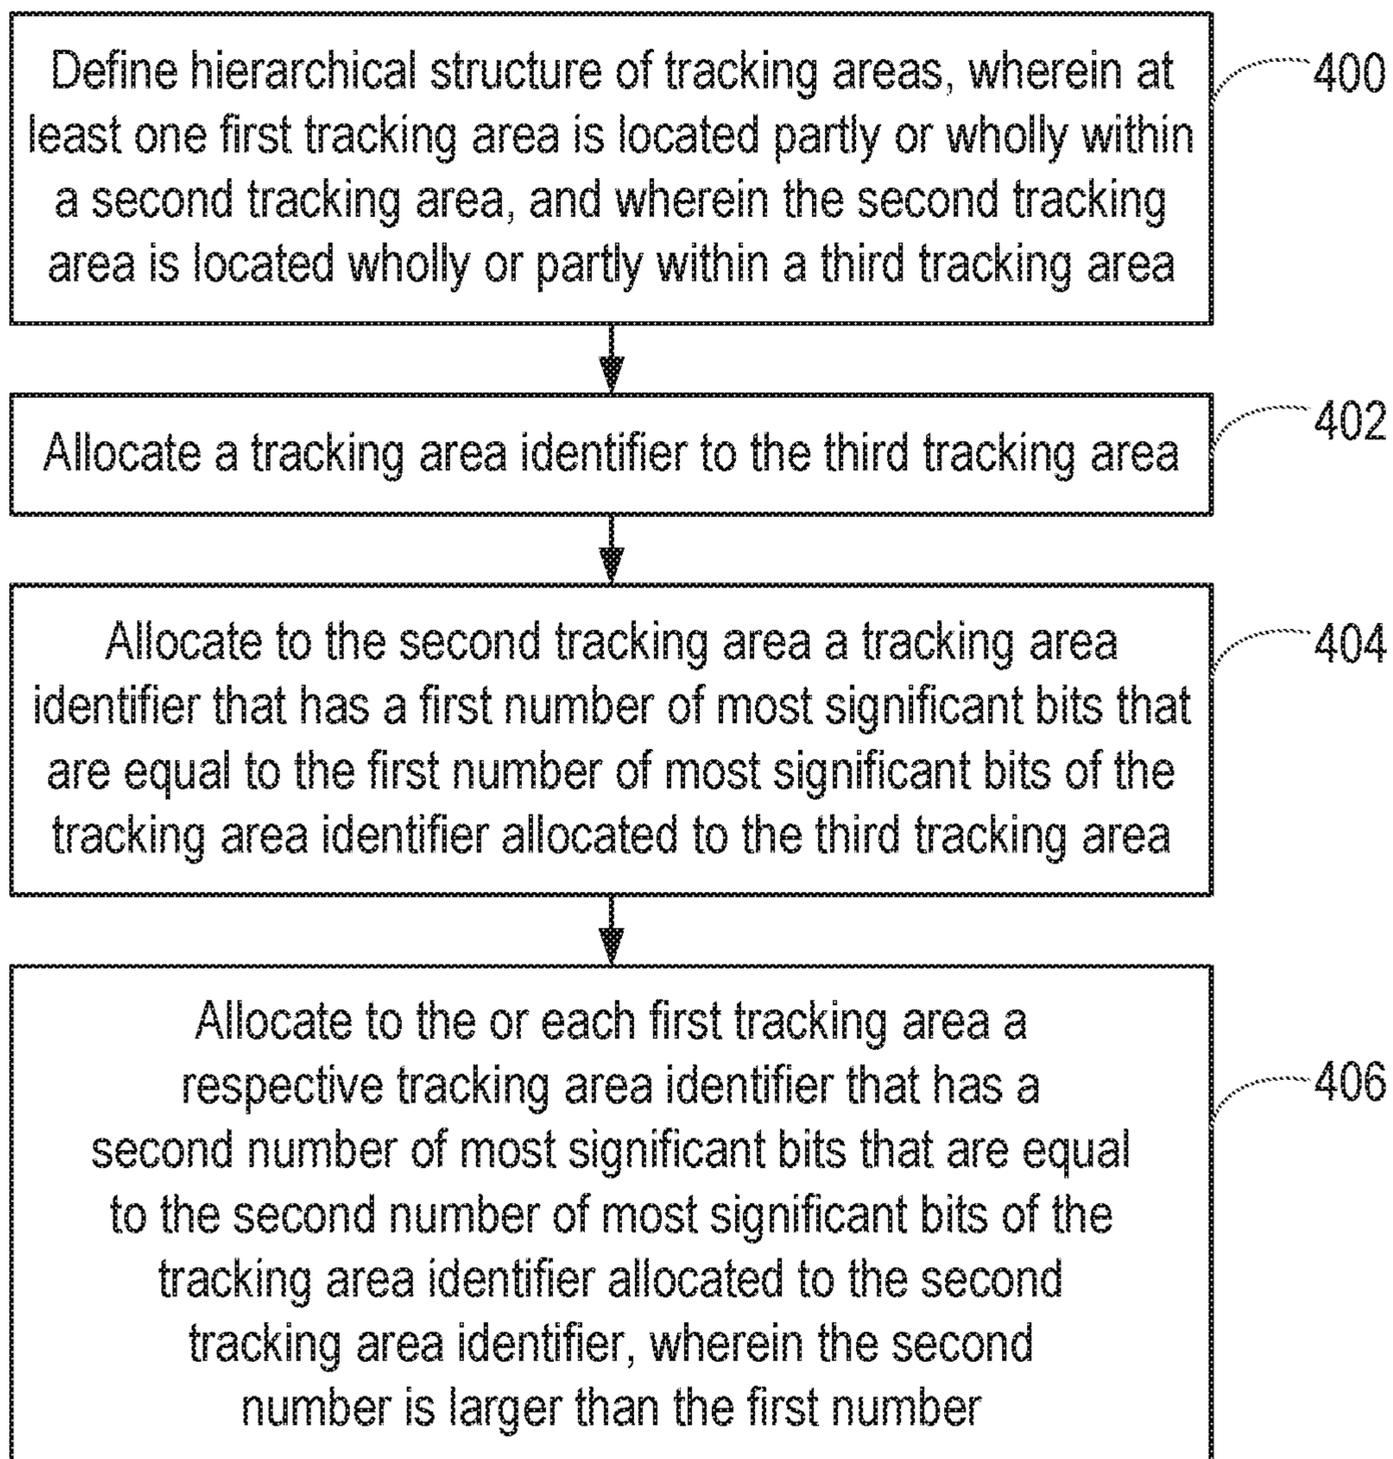 Define hierarchical structure of tracking areas, wherein at
least one first tracking area is located partly or wholly within
a second tracking area, and wherein the second tracking
area is located wholly or partly within a third tracking area
400
Allocate a tracking area identifier to the third tracking area
402
Allocate to the second tracking area a tracking area
identifier that has a first number of most significant bits that
are equal to the first number of most significant bits of the
tracking area identifier allocated to the third tracking area
404
Allocate to the or each first tracking area a
respective tracking area identifier that has a
second number of most significant bits that are equal
to the second number of most significant bits of the
tracking area identifier allocated to the second
tracking area identifier, wherein the second
number is larger than the first number
406